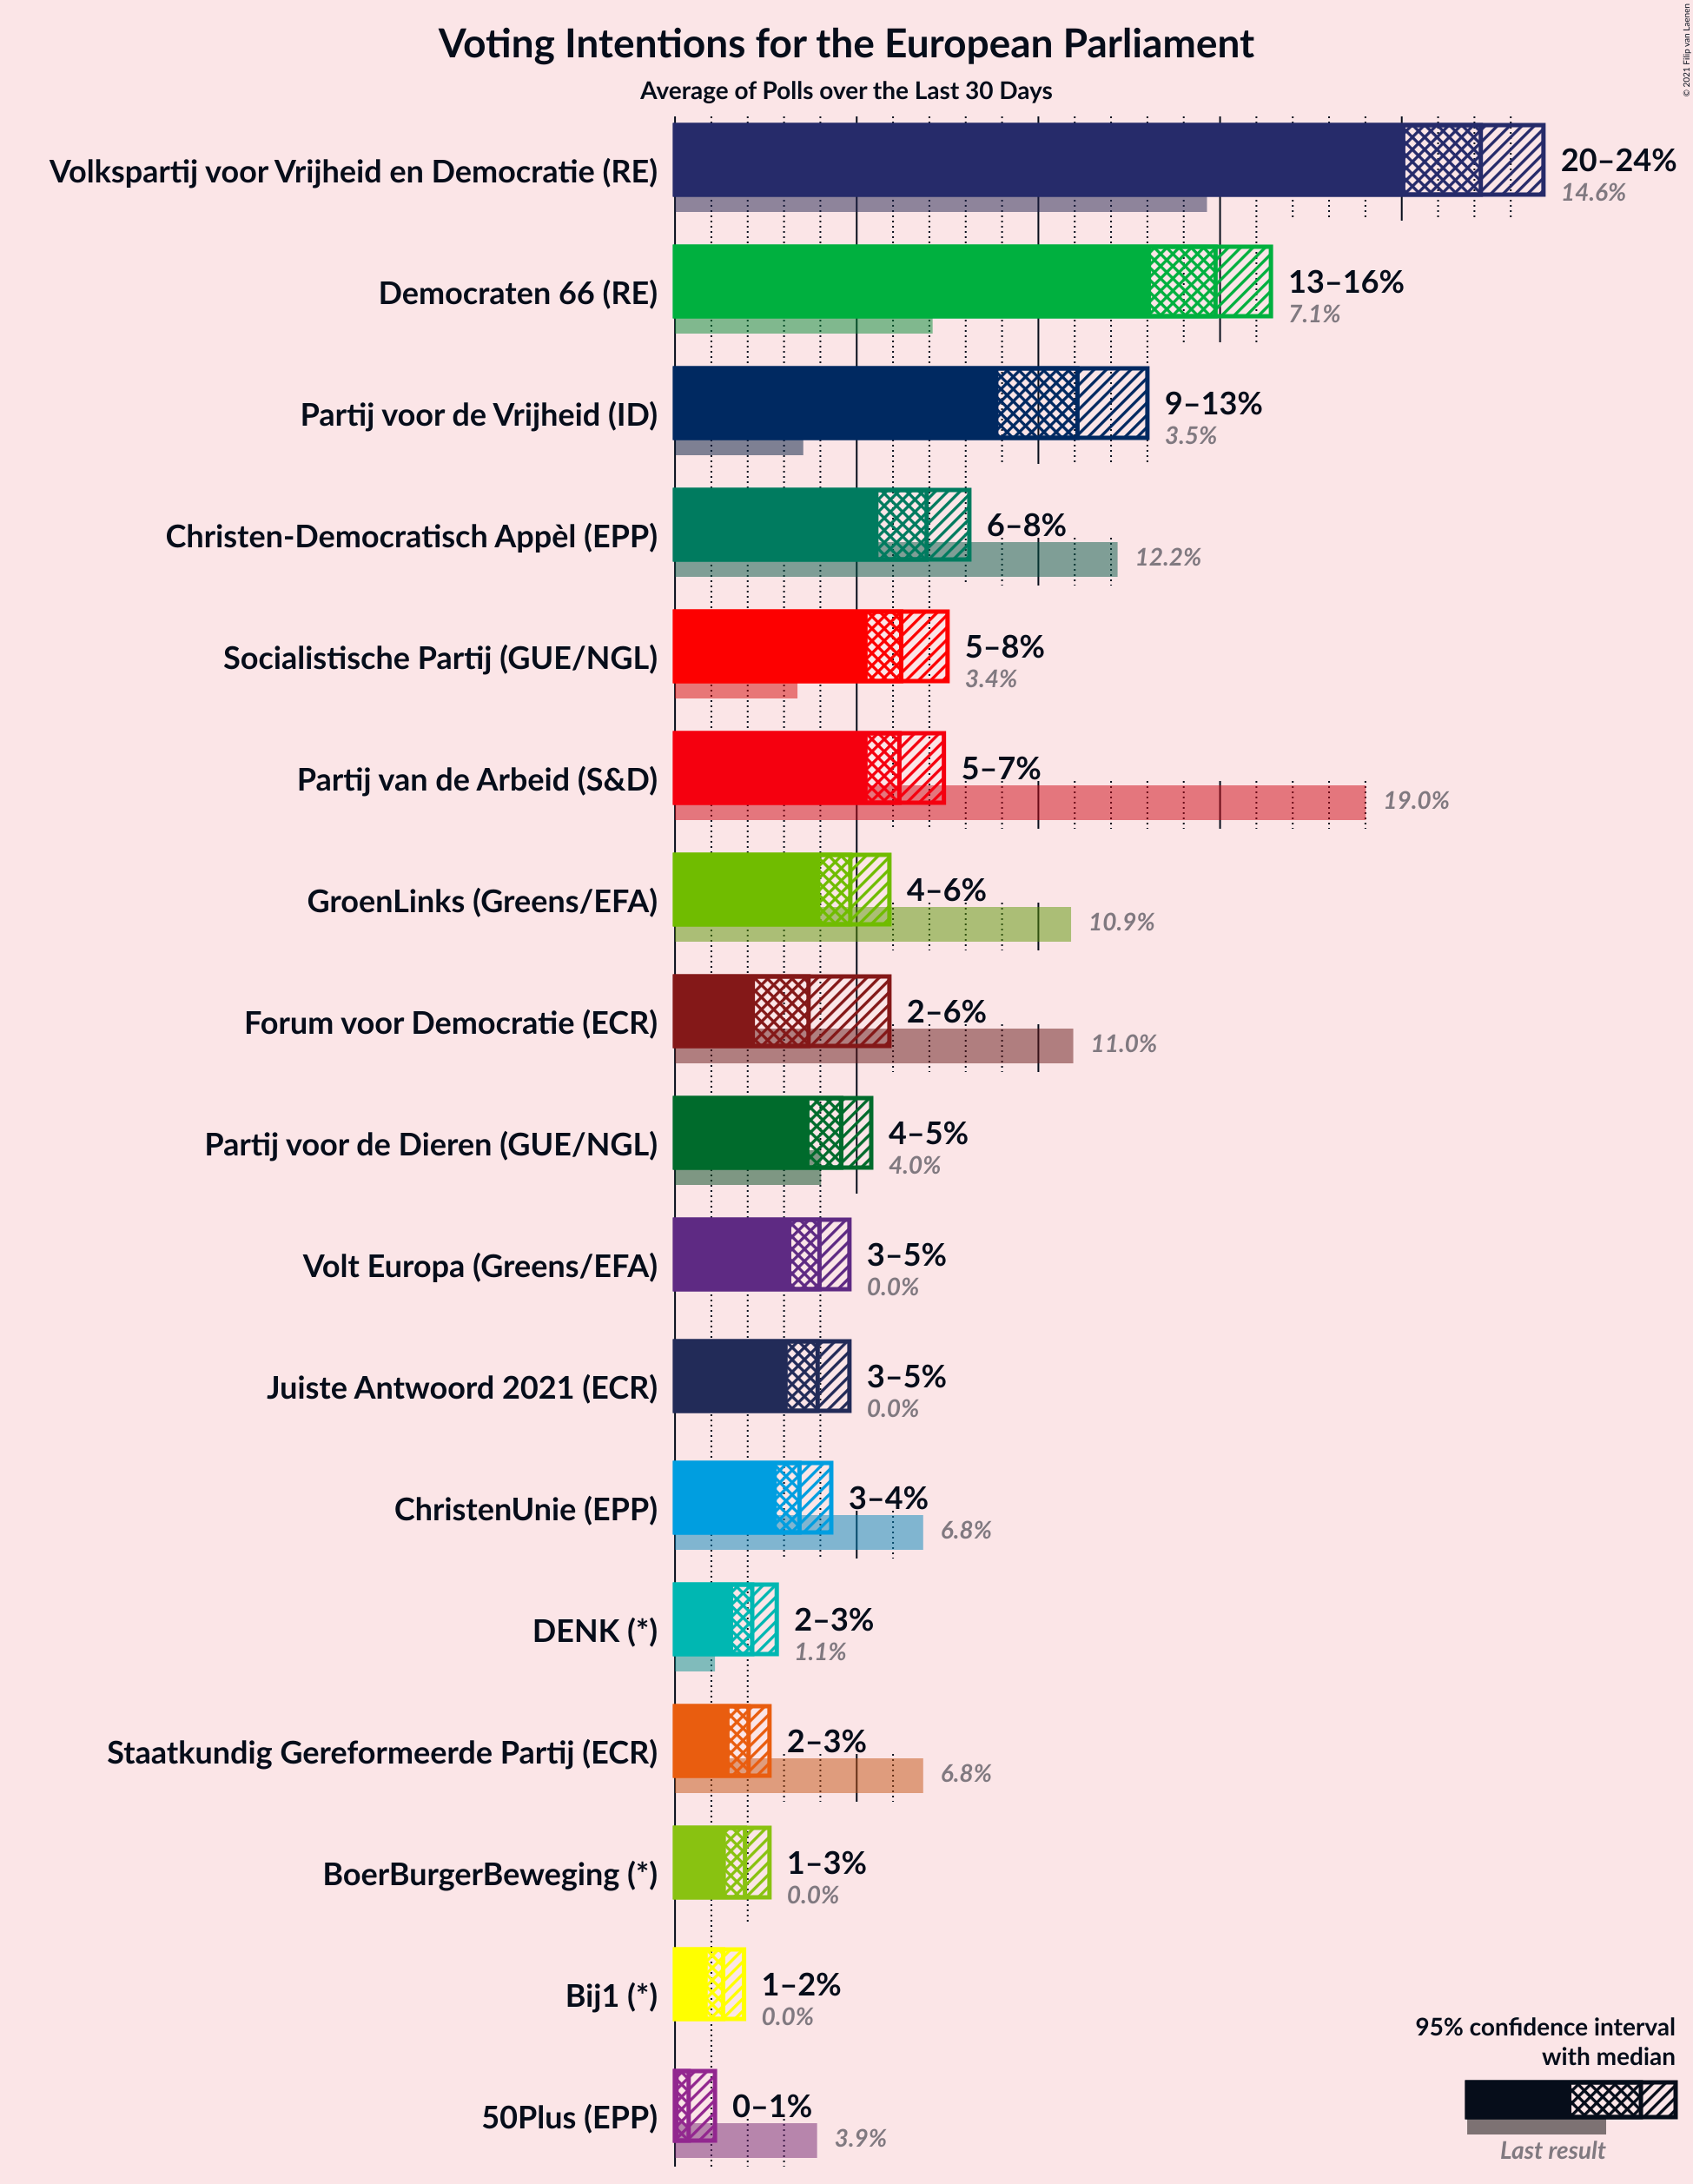 Voting Intentions for the European Parliament
Average of Polls over the Last 30 Days
© 2021 Filip van Laenen
Volkspartij voor Vrijheid en Democratie (RE)
20–24%
14.6%
Democraten 66 (RE)
13–16%
7.1%
Partij voor de Vrijheid (ID)
9–13%
3.5%
Christen-Democratisch Appèl (EPP)
6–8%
12.2%
Socialistische Partij (GUE/NGL)
5–8%
3.4%
Partij van de Arbeid (S&D)
5–7%
19.0%
GroenLinks (Greens/EFA)
4–6%
10.9%
Forum voor Democratie (ECR)
2–6%
11.0%
Partij voor de Dieren (GUE/NGL)
4–5%
4.0%
Volt Europa (Greens/EFA)
3–5%
0.0%
Juiste Antwoord 2021 (ECR)
3–5%
0.0%
ChristenUnie (EPP)
3–4%
6.8%
DENK (*)
2–3%
1.1%
Staatkundig Gereformeerde Partij (ECR)
2–3%
6.8%
BoerBurgerBeweging (*)
1–3%
0.0%
Bij1 (*)
1–2%
0.0%
50Plus (EPP)
0–1%
3.9%
95% confidence interval
with median
Last result